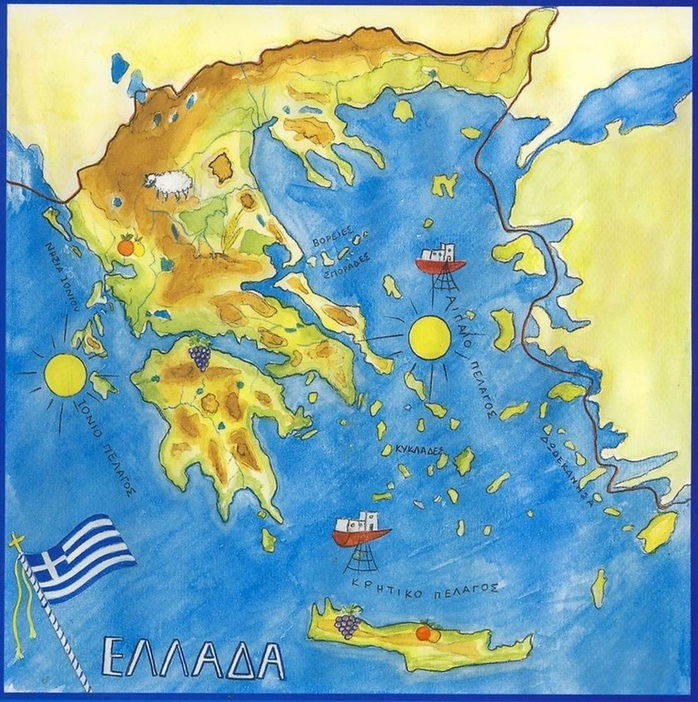 ΒΟΡΕΙΕΣ
ΣΠΟΡΑΔΕΣ
ΝΗΣΙΑ ΙΟΝΙΟΥ
ΑΙΓΑΙΟ ΠΕΛΑΓΟΣ
ΙΟΝΙΟ ΠΕΛΑΓΟΣ
ΚΥΚΛΑΔΕΣ
ΔΩΔΕΚΑΝΗΣΑ
ΚΡΗΤΙΚΟ ΠΕΛΑΓΟΣ
ΕΛΛΑΔΑ